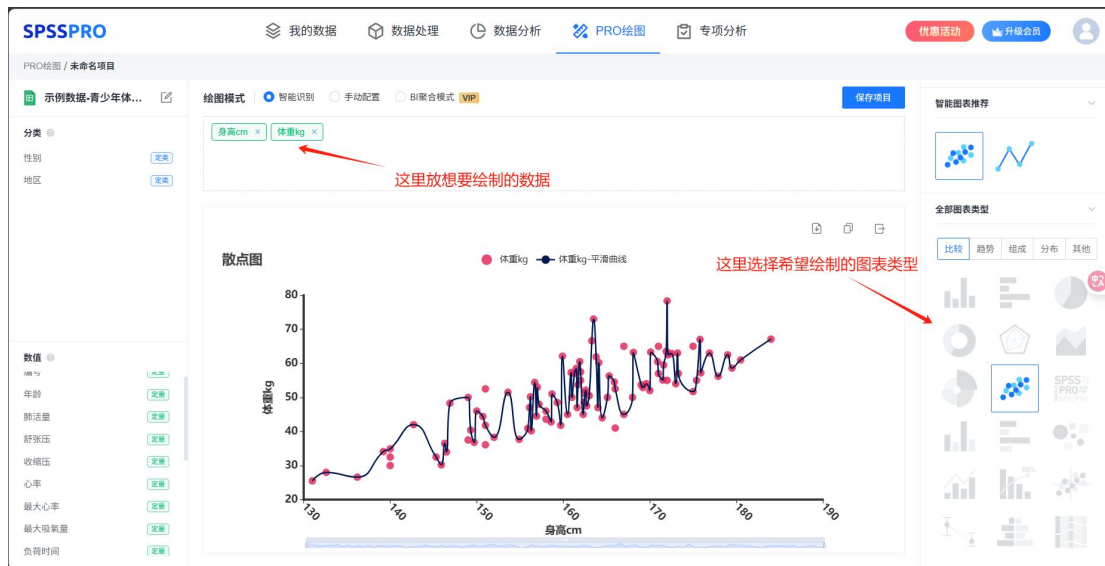 SPSSPRO
我的数据
数据处理
数据分析
PRO绘图
专项分析
优惠活动
升级会员
PRO绘图 / 未命名项目
示例数据-青少年体...
绘图模式
智能识别
手动配置
BI聚合模式
VIP
保存项目
智能图表推荐
分类
性别 定类
地区 定类
身高cm ×
体重kg ×
这里放想要绘制的数据
全部图表类型
比较
趋势
组成
分布
其他
散点图
体重kg
体重kg-平滑曲线
这里选择希望绘制的图表类型
80
70
60
50
40
30
20
体重kg
130
140
150
160
170
180
190
身高cm
数值
编号 定量
年龄 定量
肺活量 定量
舒张压 定量
收缩压 定量
心率 定量
最大心率 定量
最大吸氧量 定量
负荷时间 定量
SPSS
PRO
80%